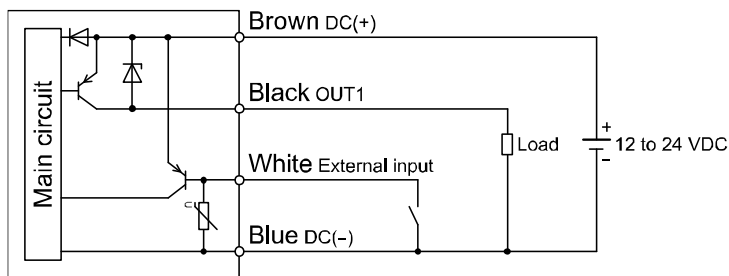 Brown DC(+)
Main circuit
Black OUT1
Load
+
−
12 to 24 VDC
White External input
Blue DC(−)